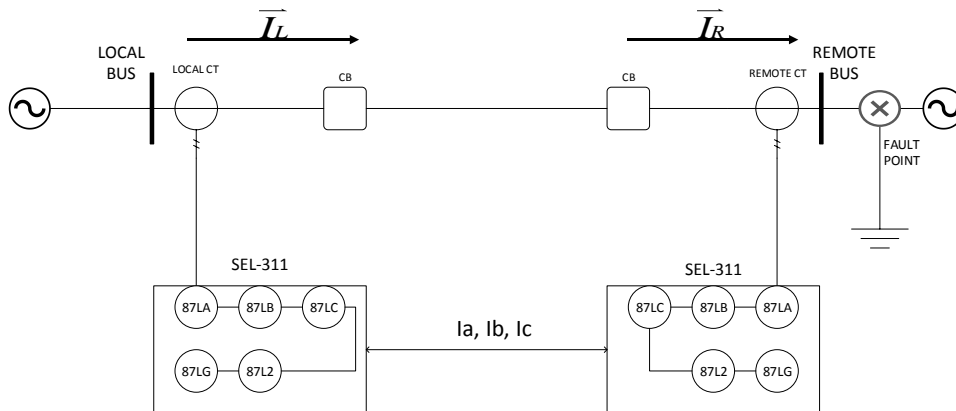 I_L
I_R
LOCAL
BUS
LOCAL CT
CB
CB
REMOTE CT
REMOTE
BUS
FAULT
POINT
SEL-311
SEL-311
87LA
87LB
87LC
87LC
87LB
87LA
Ia, Ib, Ic
87LG
87L2
87L2
87LG